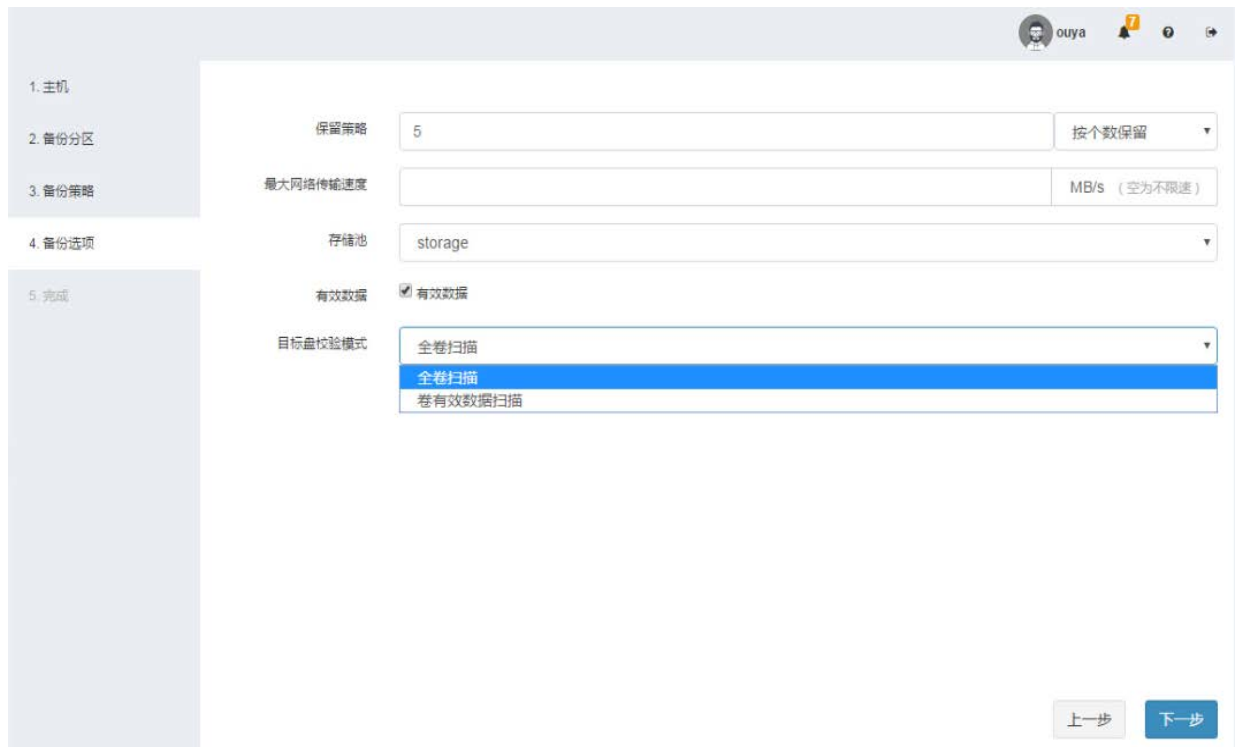 7
ouya
1. 主机
2. 备份分区
3. 备份策略
4. 备份选项
5. 完成
保留策略 5 按个数保留
最大网络传输速度 MB/s (空为不限速)
存储池 storage
有效数据 有效数据
目标盘校验模式 全卷扫描
全卷扫描
卷有效数据扫描
上一步 下一步